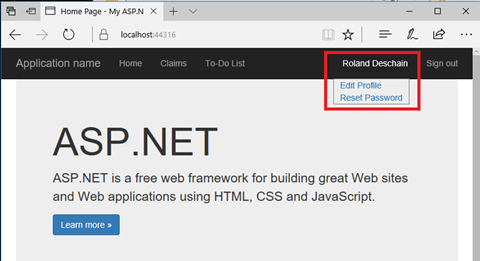 Home Page - My ASP.N
localhost:44316
Application name Home Claims To-Do List Roland Deschain Sign out
Edit Profile
Reset Password
ASP.NET
ASP.NET is a free web framework for building great Web sites
and Web applications using HTML, CSS and JavaScript.
Learn more »